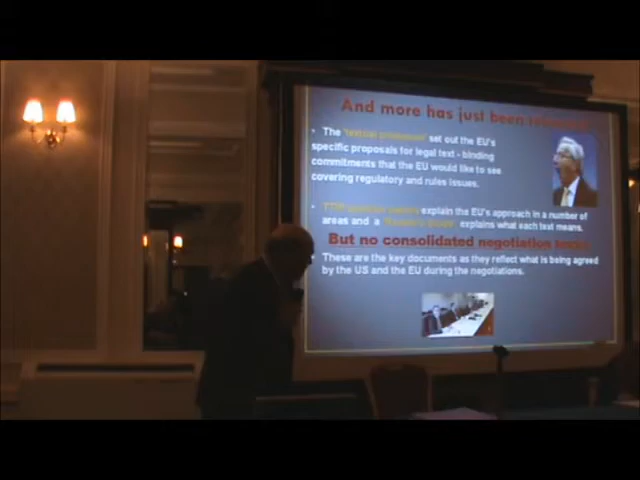 And more has just been
The 'textual proposals' set out the EU's
specific proposals for legal text - binding
commitments that the EU would like to see
covering regulatory and rules issues.
explain the EU's approach in a number of
areas and a explains what each text means.
But no consolidated negotiation
These are the key documents as they reflect what is being agreed
by the US and the EU during the negotiations.